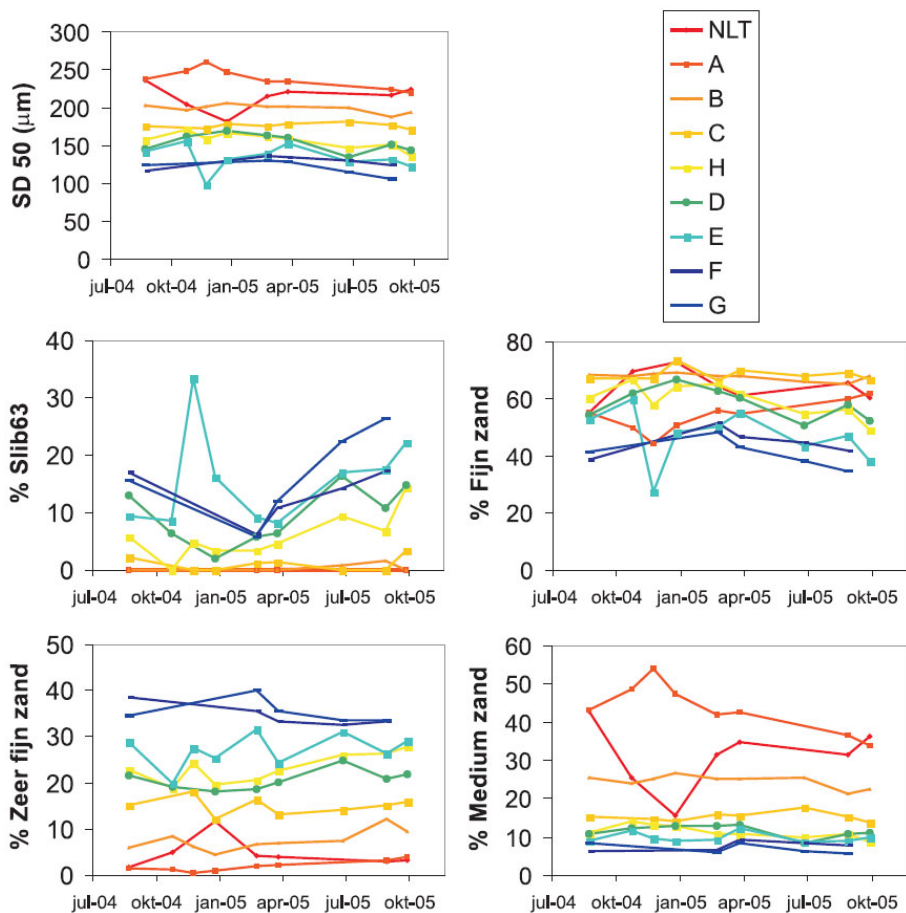 300
250
200
150
100
50
0
SD 50 (µm)
jul-04 okt-04 jan-05 apr-05 jul-05 okt-05
NLT
A
B
C
H
D
E
F
G
40
30
20
10
0
% Slib63
jul-04 okt-04 jan-05 apr-05 jul-05 okt-05
80
60
40
20
0
% Fijn zand
jul-04 okt-04 jan-05 apr-05 jul-05 okt-05
50
40
30
20
10
0
% Zeer fijn zand
jul-04 okt-04 jan-05 apr-05 jul-05 okt-05
60
50
40
30
20
10
0
% Medium zand
jul-04 okt-04 jan-05 apr-05 jul-05 okt-05